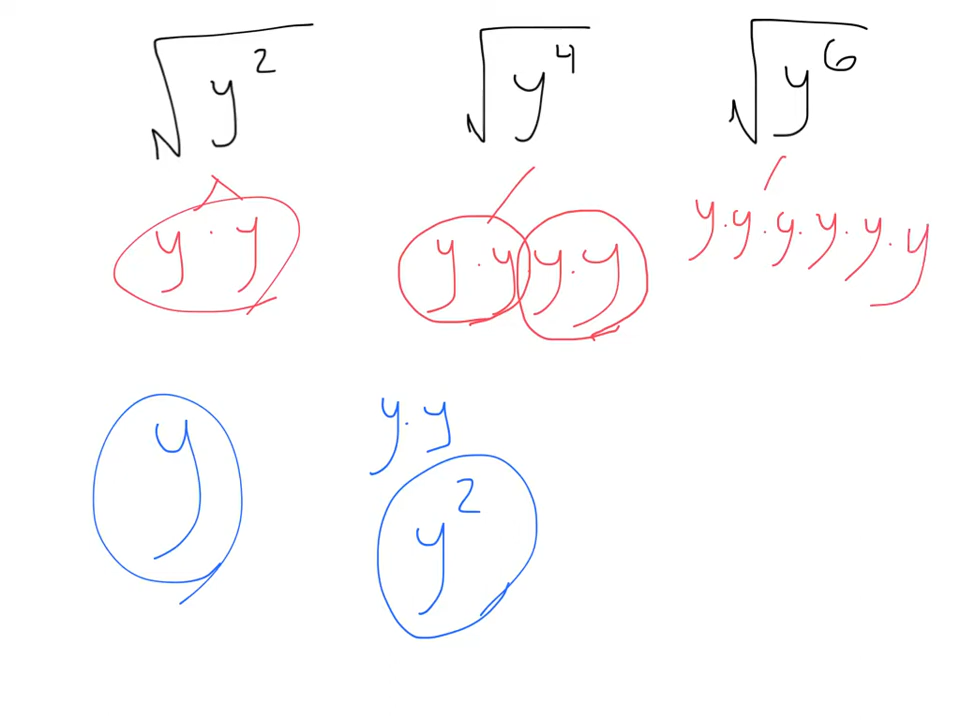 √y² √y⁴ √y⁶
y · y y · y y · y y · y · y · y · y · y
y y · y
y²